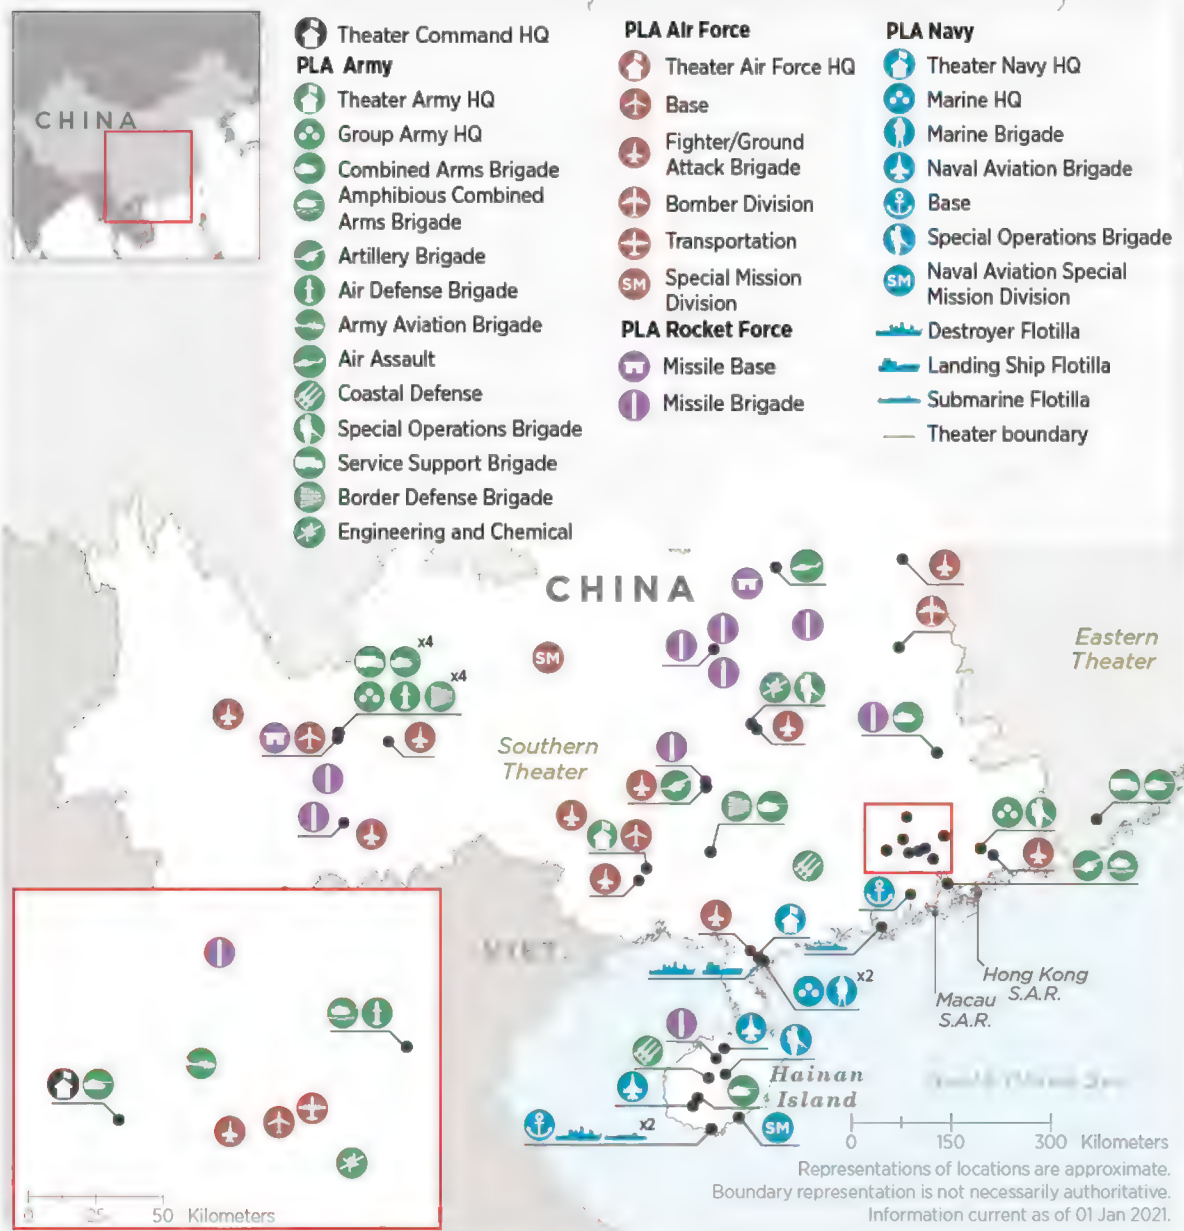 CHINA
Theater Command HQ
PLA Army
Theater Army HQ
Group Army HQ
Combined Arms Brigade
Amphibious Combined
Arms Brigade
Artillery Brigade
Air Defense Brigade
Army Aviation Brigade
Air Assault
Coastal Defense
Special Operations Brigade
Service Support Brigade
Border Defense Brigade
Engineering and Chemical
PLA Air Force
Theater Air Force HQ
Base
Fighter/Ground
Attack Brigade
Bomber Division
Transportation
SM
Special Mission
Division
PLA Rocket Force
Missile Base
Missile Brigade
PLA Navy
Theater Navy HQ
Marine HQ
Marine Brigade
Naval Aviation Brigade
Base
Special Operations Brigade
SM
Naval Aviation Special
Mission Division
Destroyer Flotilla
Landing Ship Flotilla
Submarine Flotilla
Theater boundary
CHINA
Eastern
Theater
x4
x4
SM
Southern
Theater
VIET.
x2
Hong Kong
S.A.R.
Macau
S.A.R.
Hainan
Island
x2
SM
0 150 300 Kilometers
0 25 50 Kilometers
Representations of locations are approximate.
Boundary representation is not necessarily authoritative.
Information current as of 01 Jan 2021.